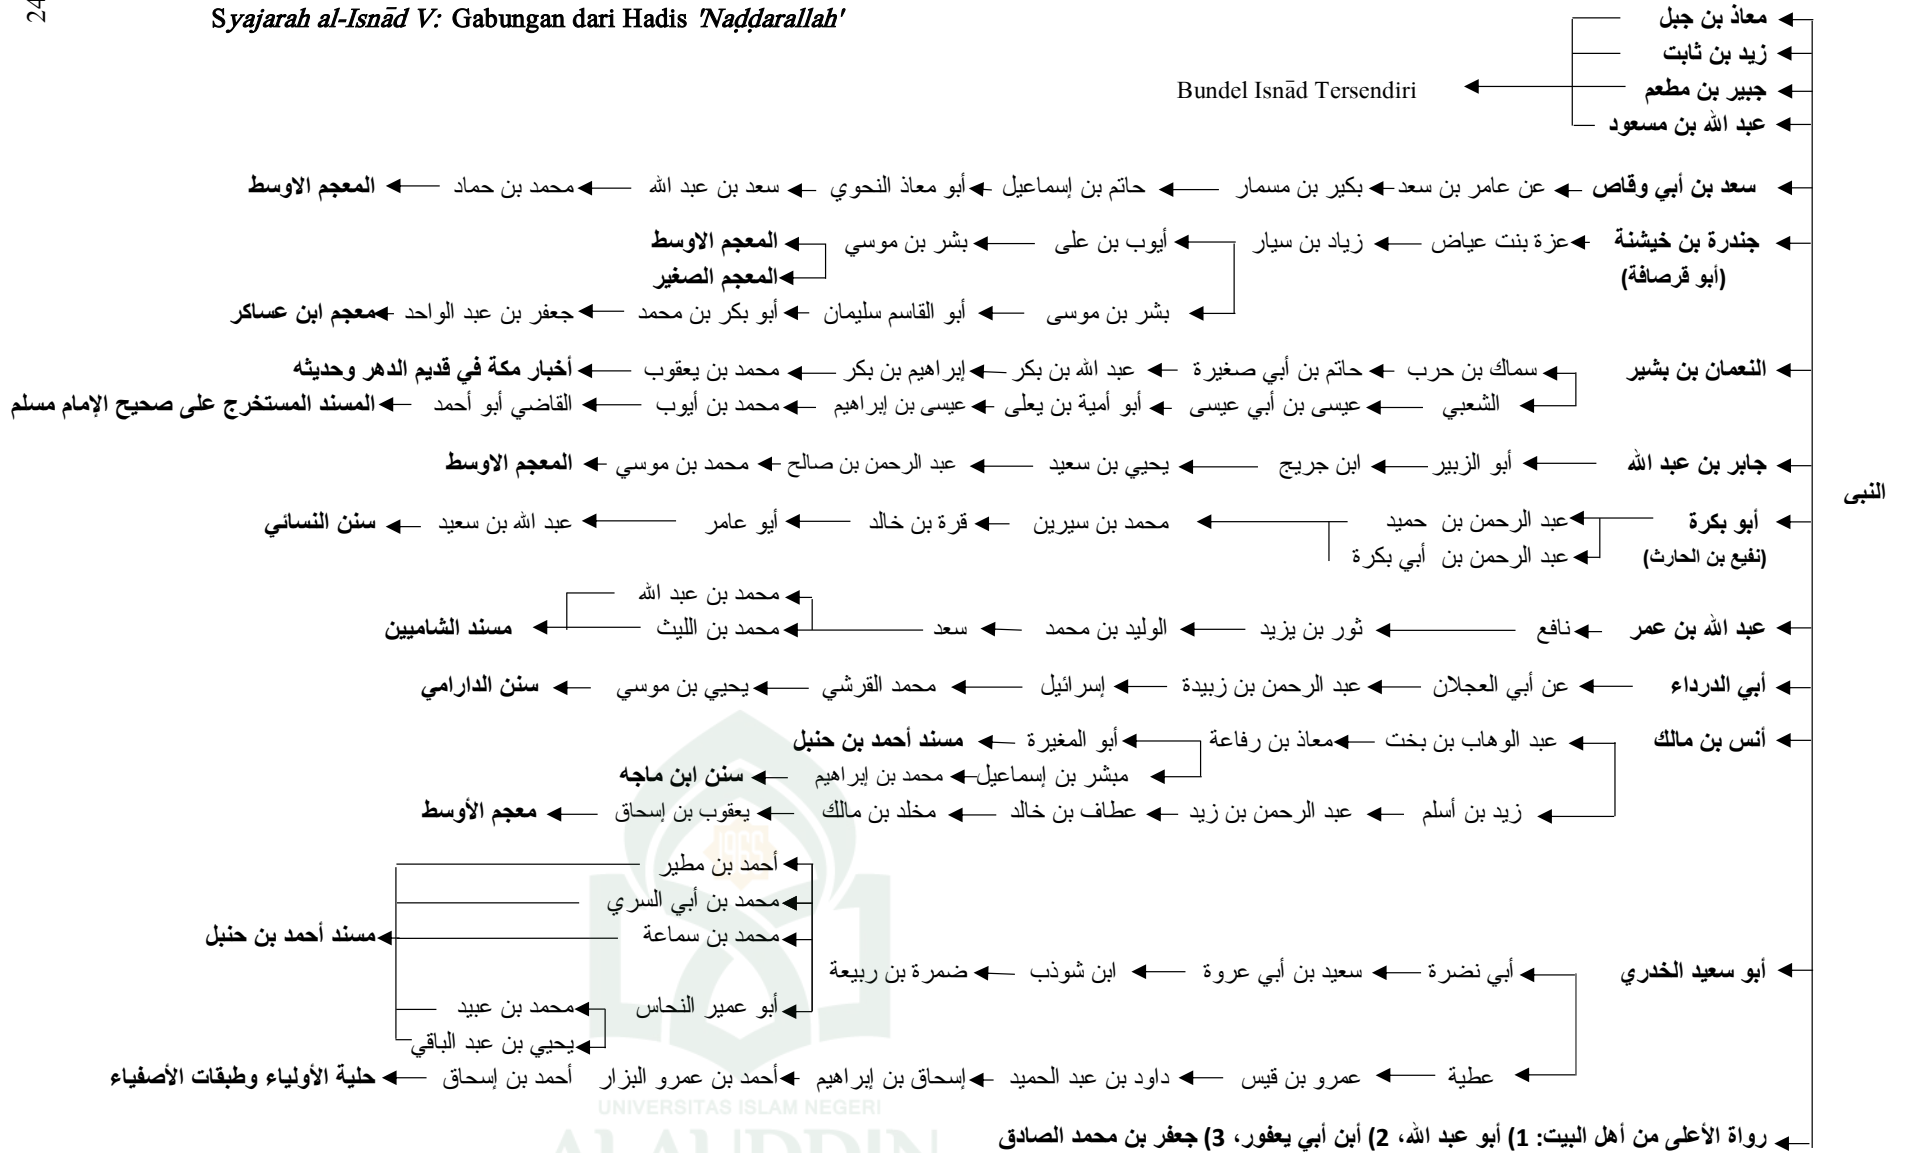 24
Syajarah al-Isnād V: Gabungan dari Hadis 'Naḍḍarallah'
معاذ بن جبل
زيد بن ثابت
جبير بن مطعم Bundel Isnād Tersendiri
عبد الله بن مسعود
سعد بن أبي وقاص عن عامر بن سعد بكير بن مسمار حاتم بن إسماعيل أبو معاذ النحوي سعد بن عبد الله محمد بن حماد المعجم الاوسط
جندرة بن خيشنة عزة بنت عياض زياد بن سيار أيوب بن على بشر بن موسي المعجم الاوسط
(أبو قرصافة) المعجم الصغير
بشر بن موسى أبو القاسم سليمان أبو بكر بن محمد جعفر بن عبد الواحد معجم ابن عساكر
النعمان بن بشير سماك بن حرب حاتم بن أبي صغيرة عبد الله بن بكر إبراهيم بن بكر محمد بن يعقوب أخبار مكة في قديم الدهر وحديثه
الشعبي عيسى بن أبي عيسى أبو أمية بن يعلى عيسى بن إبراهيم محمد بن أيوب القاضي أبو أحمد المسند المستخرج على صحيح الإمام مسلم
جابر بن عبد الله أبو الزبير ابن جريج يحيي بن سعيد عبد الرحمن بن صالح محمد بن موسي المعجم الاوسط
النبى
أبو بكرة عبد الرحمن بن حميد محمد بن سيرين قرة بن خالد أيو عامر عبد الله بن سعيد سنن النسائي
(نفيع بن الحارث) عبد الرحمن بن أبي بكرة
محمد بن عبد الله
عبد الله بن عمر نافع ثور بن يزيد الوليد بن محمد سعد محمد بن الليث مسند الشاميين
أبي الدرداء عن أبي العجلان عبد الرحمن بن زبيدة إسرائيل محمد القرشي يحيي بن موسي سنن الدارامي
أنس بن مالك عبد الوهاب بن بخت معاذ بن رفاعة أبو المغيرة مسند أحمد بن حنبل
مبشر بن إسماعيل محمد بن إبراهيم سنن ابن ماجه
زيد بن أسلم عبد الرحمن بن زيد عطاف بن خالد مخلد بن مالك يعقوب بن إسحاق معجم الأوسط
1965
أحمد بن مطير
محمد بن أبي السري
محمد بن سماعة مسند أحمد بن حنبل
أبو سعيد الخدري أبي نضرة سعيد بن أبي عروة ابن شوذب ضمرة بن ربيعة
أبو عمير النحاس محمد بن عبيد
يحيي بن عبد الباقي
عطية عمرو بن قيس داود بن عبد الحميد إسحاق بن إبراهيم أحمد بن عمرو البزار أحمد بن إسحاق حلية الأولياء وطبقات الأصفياء
UNIVERSITAS ISLAM NEGERI
ALAUDDIN
رواة الأعلى من أهل البيت: 1) أبو عبد الله، 2) أبن أبي يعفور، 3) جعفر بن محمد الصادق